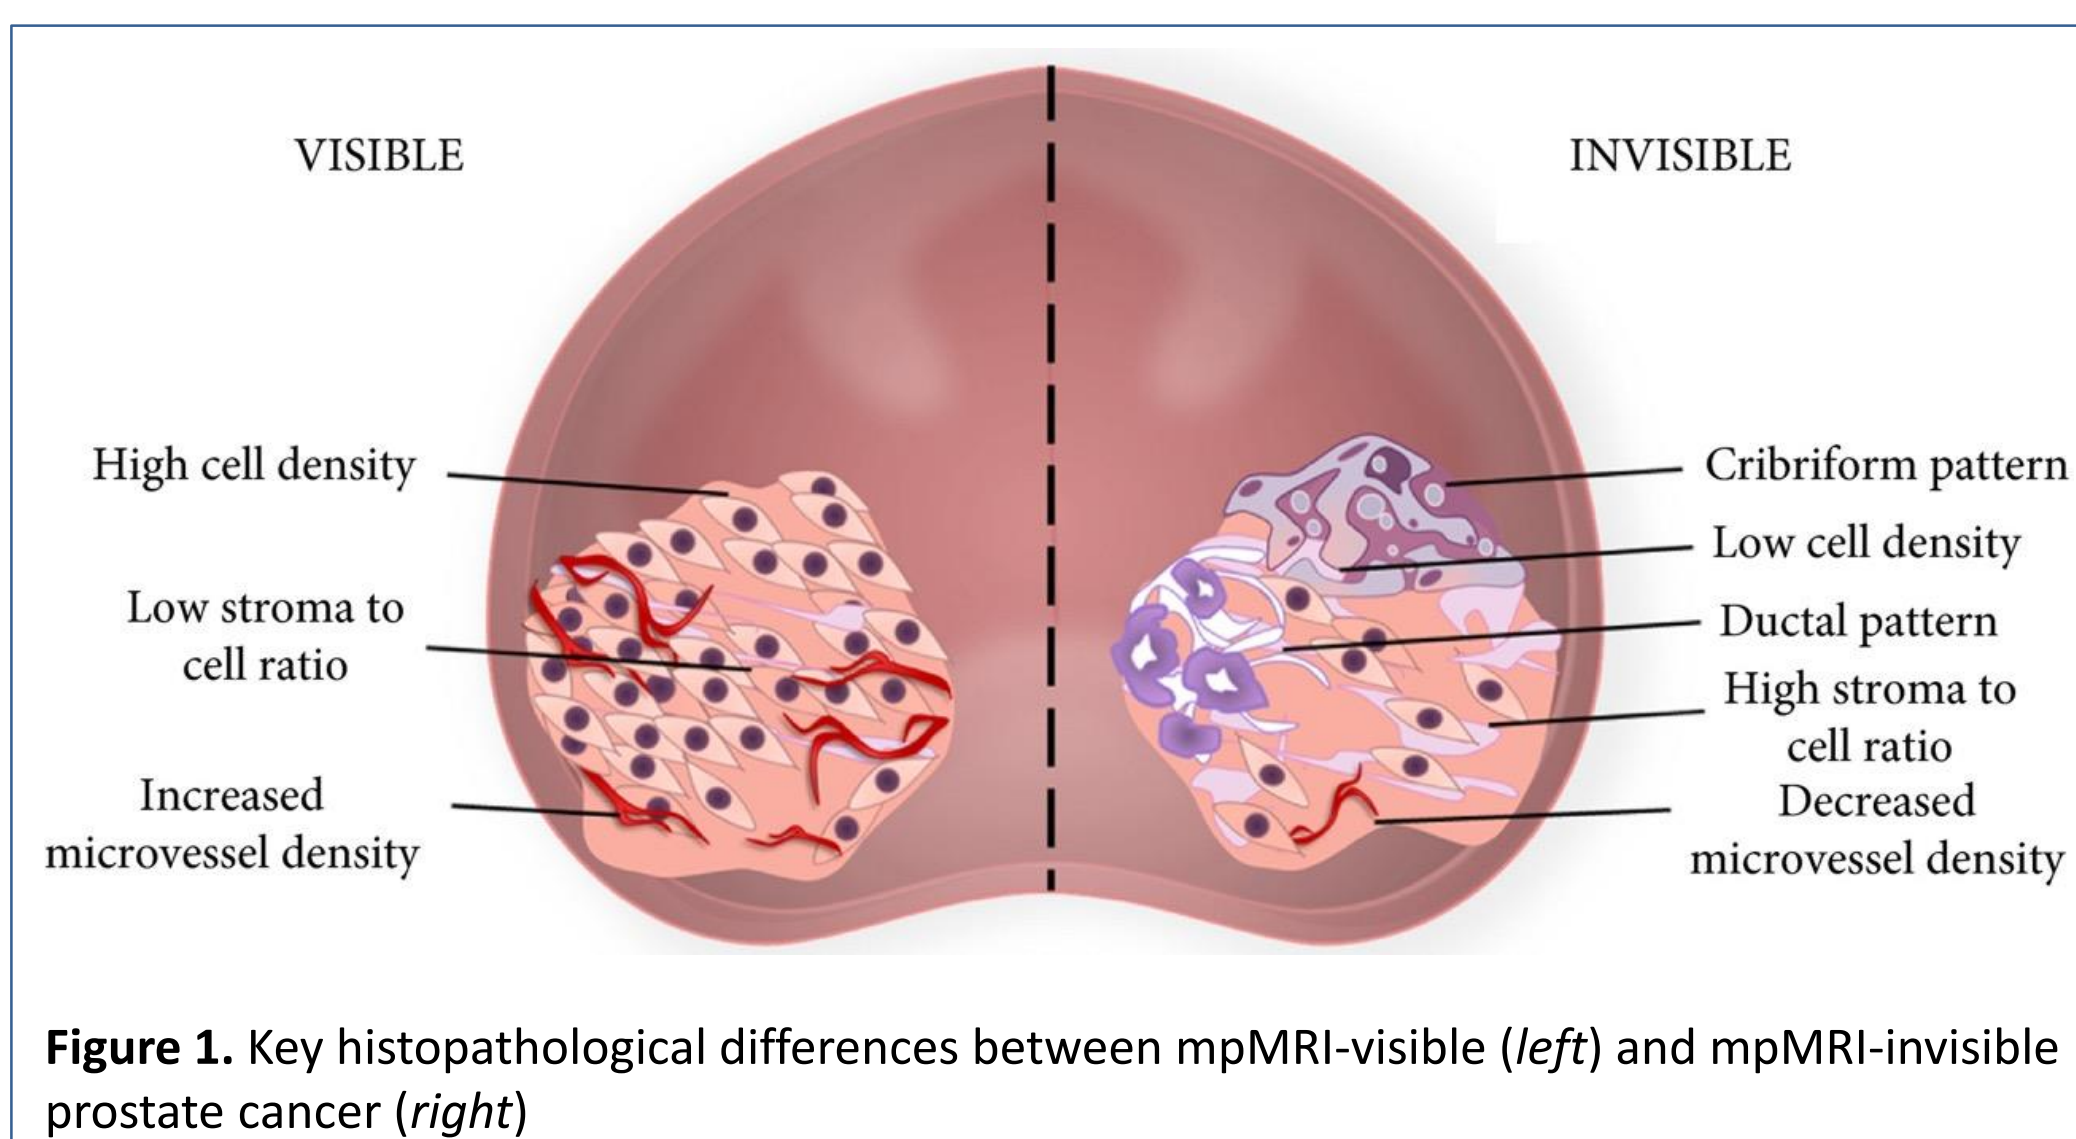 VISIBLE
INVISIBLE
High cell density
Low stroma to
cell ratio
Increased
microvessel density
Cribriform pattern
Low cell density
Ductal pattern
High stroma to
cell ratio
Decreased
microvessel density
Figure 1. Key histopathological differences between mpMRI-visible (left) and mpMRI-invisible
prostate cancer (right)